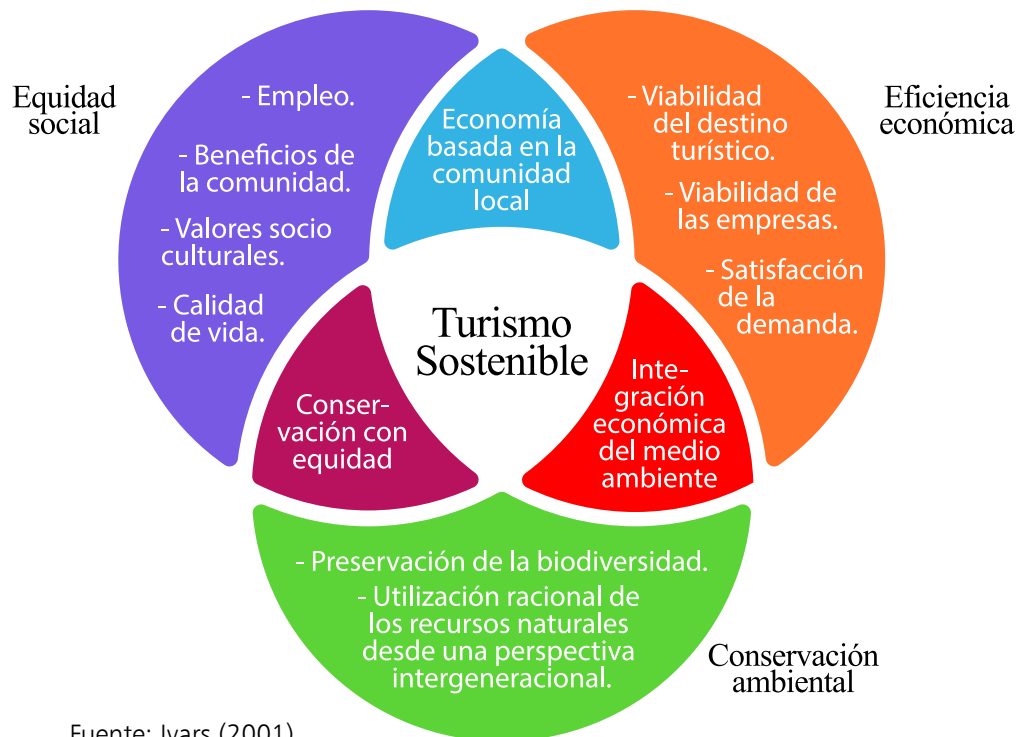 Equidad
social
- Empleo.
- Beneficios de
la comunidad.
- Valores socio
culturales.
- Calidad
de vida.
Economía
basada en la
comunidad
local
Eficiencia
económica
- Viabilidad
del destino
turístico.
- Viabilidad de
las empresas.
- Satisfacción
de la
demanda.
Turismo
Sostenible
Conser-
vación con
equidad
Inte-
gración
económica
del medio
ambiente
- Preservación de la biodiversidad.
- Utilización racional de
los recursos naturales
desde una perspectiva
intergeneracional.
Conservación
ambiental
Fuente: Ivars (2001)